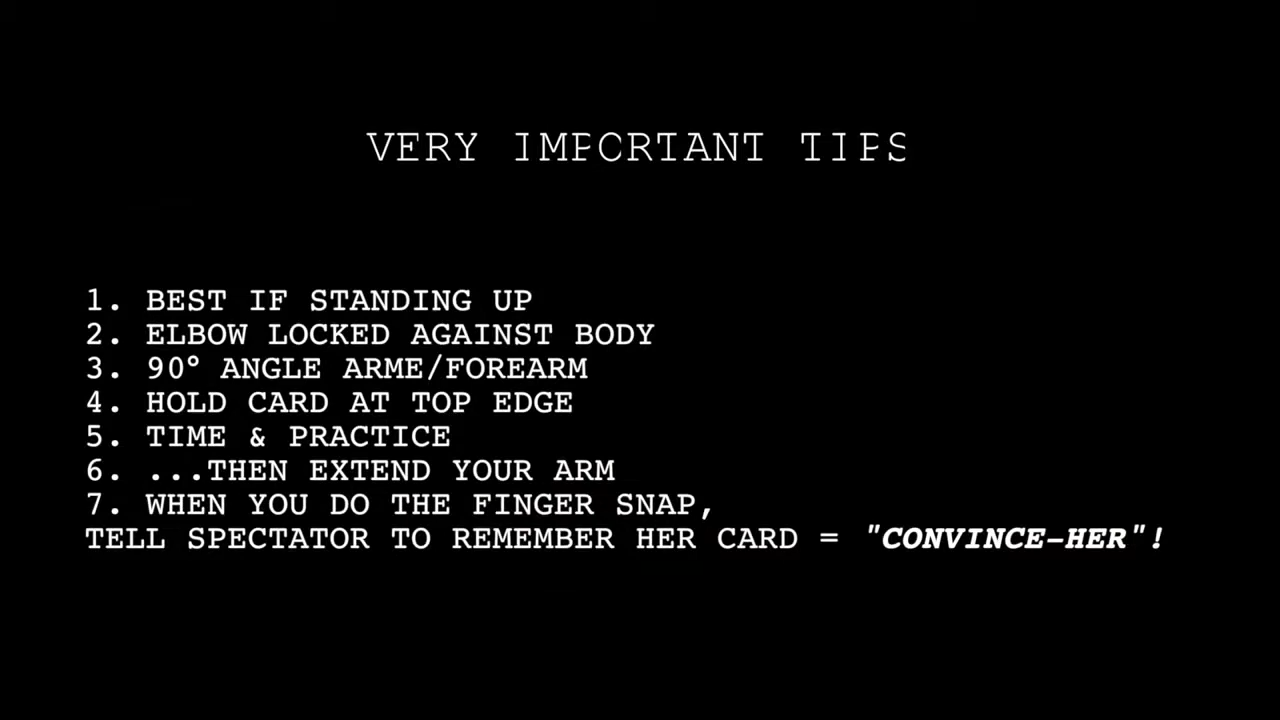 VERY IMPORTANT TIPS
1. BEST IF STANDING UP
2. ELBOW LOCKED AGAINST BODY
3. 90° ANGLE ARME/FOREARM
4. HOLD CARD AT TOP EDGE
5. TIME & PRACTICE
6. ...THEN EXTEND YOUR ARM
7. WHEN YOU DO THE FINGER SNAP,
TELL SPECTATOR TO REMEMBER HER CARD = "CONVINCE-HER"!